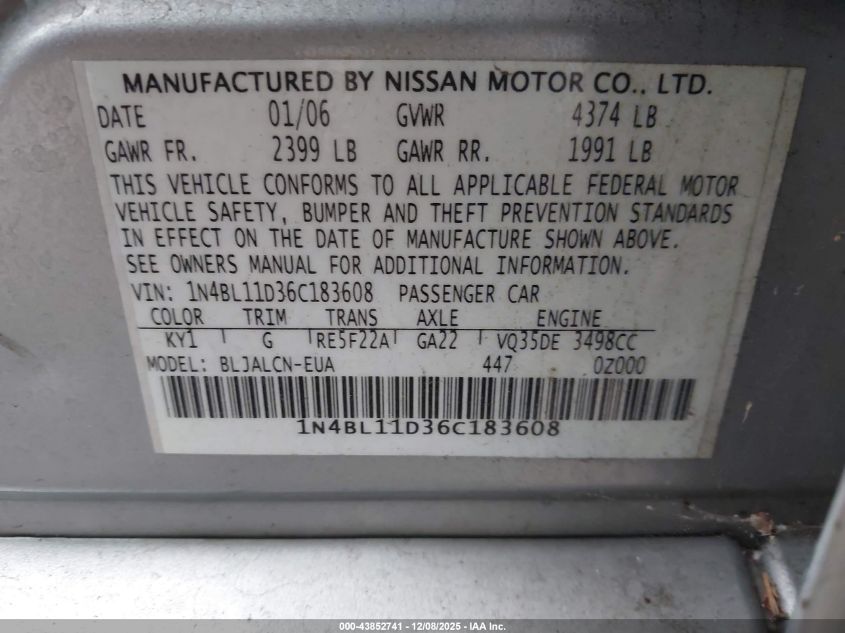 MANUFACTURED BY NISSAN MOTOR CO., LTD.
DATE 01/06 GVWR 4374 LB
GAWR FR. 2399 LB GAWR RR. 1991 LB
THIS VEHICLE CONFORMS TO ALL APPLICABLE FEDERAL MOTOR
VEHICLE SAFETY, BUMPER AND THEFT PREVENTION STANDARDS
IN EFFECT ON THE DATE OF MANUFACTURE SHOWN ABOVE.
SEE OWNERS MANUAL FOR ADDITIONAL INFORMATION.
VIN: 1N4BL11D36C183608 PASSENGER CAR
COLOR TRIM TRANS AXLE ENGINE
KY1 G RE5F22A GA22 VQ35DE 3498CC
MODEL: BLJALCN-EUA 447 0Z000
1N4BL11D36C183608
000-43852741 - 12/08/2025 - IAA Inc.